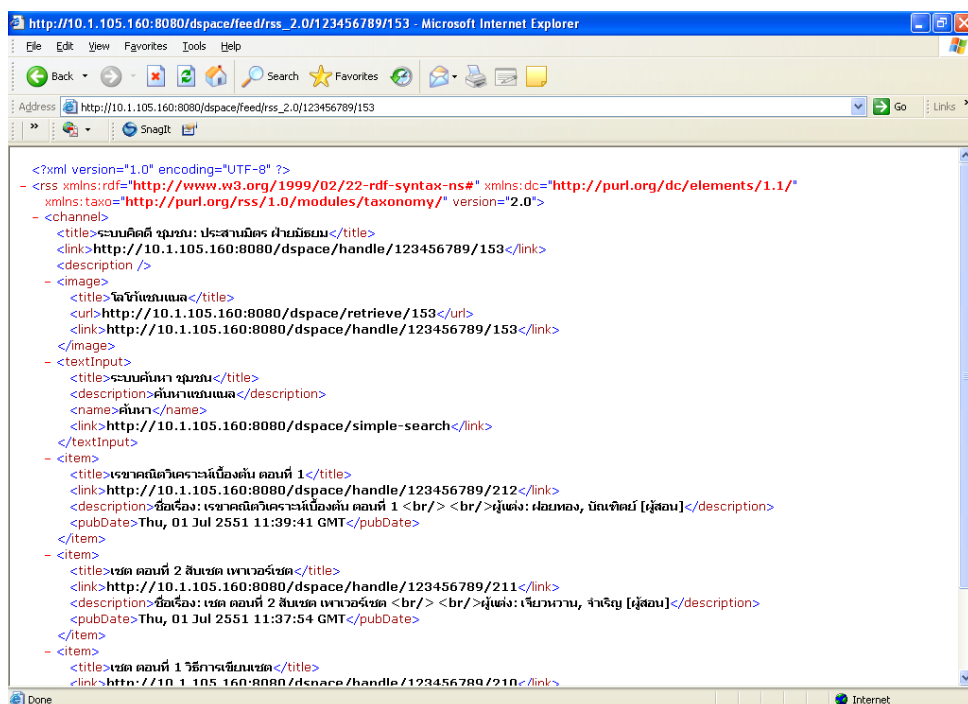 http://10.1.105.160:8080/dspace/feed/rss_2.0/123456789/153 - Microsoft Internet Explorer
File Edit View Favorites Tools Help
Back Search Favorites
Address http://10.1.105.160:8080/dspace/feed/rss_2.0/123456789/153 Go Links »
» SnagIt
<?xml version="1.0" encoding="UTF-8" ?>
- <rss xmlns:rdf="http://www.w3.org/1999/02/22-rdf-syntax-ns#" xmlns:dc="http://purl.org/dc/elements/1.1/"
xmlns:taxo="http://purl.org/rss/1.0/modules/taxonomy/" version="2.0">
- <channel>
<title>ระบบคิดดี ชุมชน: ประสานมิตร ฝ่ายมัธยม</title>
<link>http://10.1.105.160:8080/dspace/handle/123456789/153</link>
<description />
- <image>
<title>โลโก้แชนแนล</title>
<url>http://10.1.105.160:8080/dspace/retrieve/153</url>
<link>http://10.1.105.160:8080/dspace/handle/123456789/153</link>
</image>
- <textInput>
<title>ระบบค้นหา ชุมชน</title>
<description>ค้นหาแชนแนล</description>
<name>ค้นหา</name>
<link>http://10.1.105.160:8080/dspace/simple-search</link>
</textInput>
- <item>
<title>เรขาคณิตวิเคราะห์เบื้องต้น ตอนที่ 1</title>
<link>http://10.1.105.160:8080/dspace/handle/123456789/212</link>
<description>ชื่อเรื่อง: เรขาคณิตวิเคราะห์เบื้องต้น ตอนที่ 1 <br/> <br/>ผู้แต่ง: ฝอยทอง, บัณฑิตย์ [ผู้สอน]</description>
<pubDate>Thu, 01 Jul 2551 11:39:41 GMT</pubDate>
</item>
- <item>
<title>เซต ตอนที่ 2 สับเซต เพาเวอร์เซต</title>
<link>http://10.1.105.160:8080/dspace/handle/123456789/211</link>
<description>ชื่อเรื่อง: เซต ตอนที่ 2 สับเซต เพาเวอร์เซต <br/> <br/>ผู้แต่ง: เจียวหวาน, จำเริญ [ผู้สอน]</description>
<pubDate>Thu, 01 Jul 2551 11:37:54 GMT</pubDate>
</item>
- <item>
<title>เซต ตอนที่ 1 วิธีการเขียนเซต</title>
<link>http://10.1.105.160:8080/dspace/handle/123456789/210</link>
Done Internet